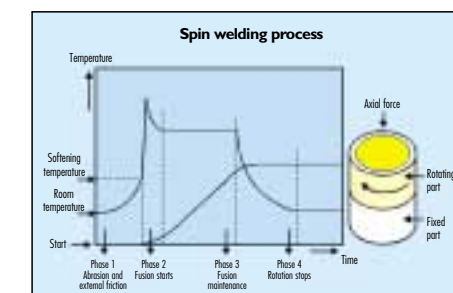 Spin welding process
Temperature
Softening
temperature
Room
temperature
Start
Time
Phase 1
Abrasion and
external friction
Phase 2
Fusion starts
Phase 3
Fusion
maintenance
Phase 4
Rotation stops
Axial force
Rotating
part
Fixed
part